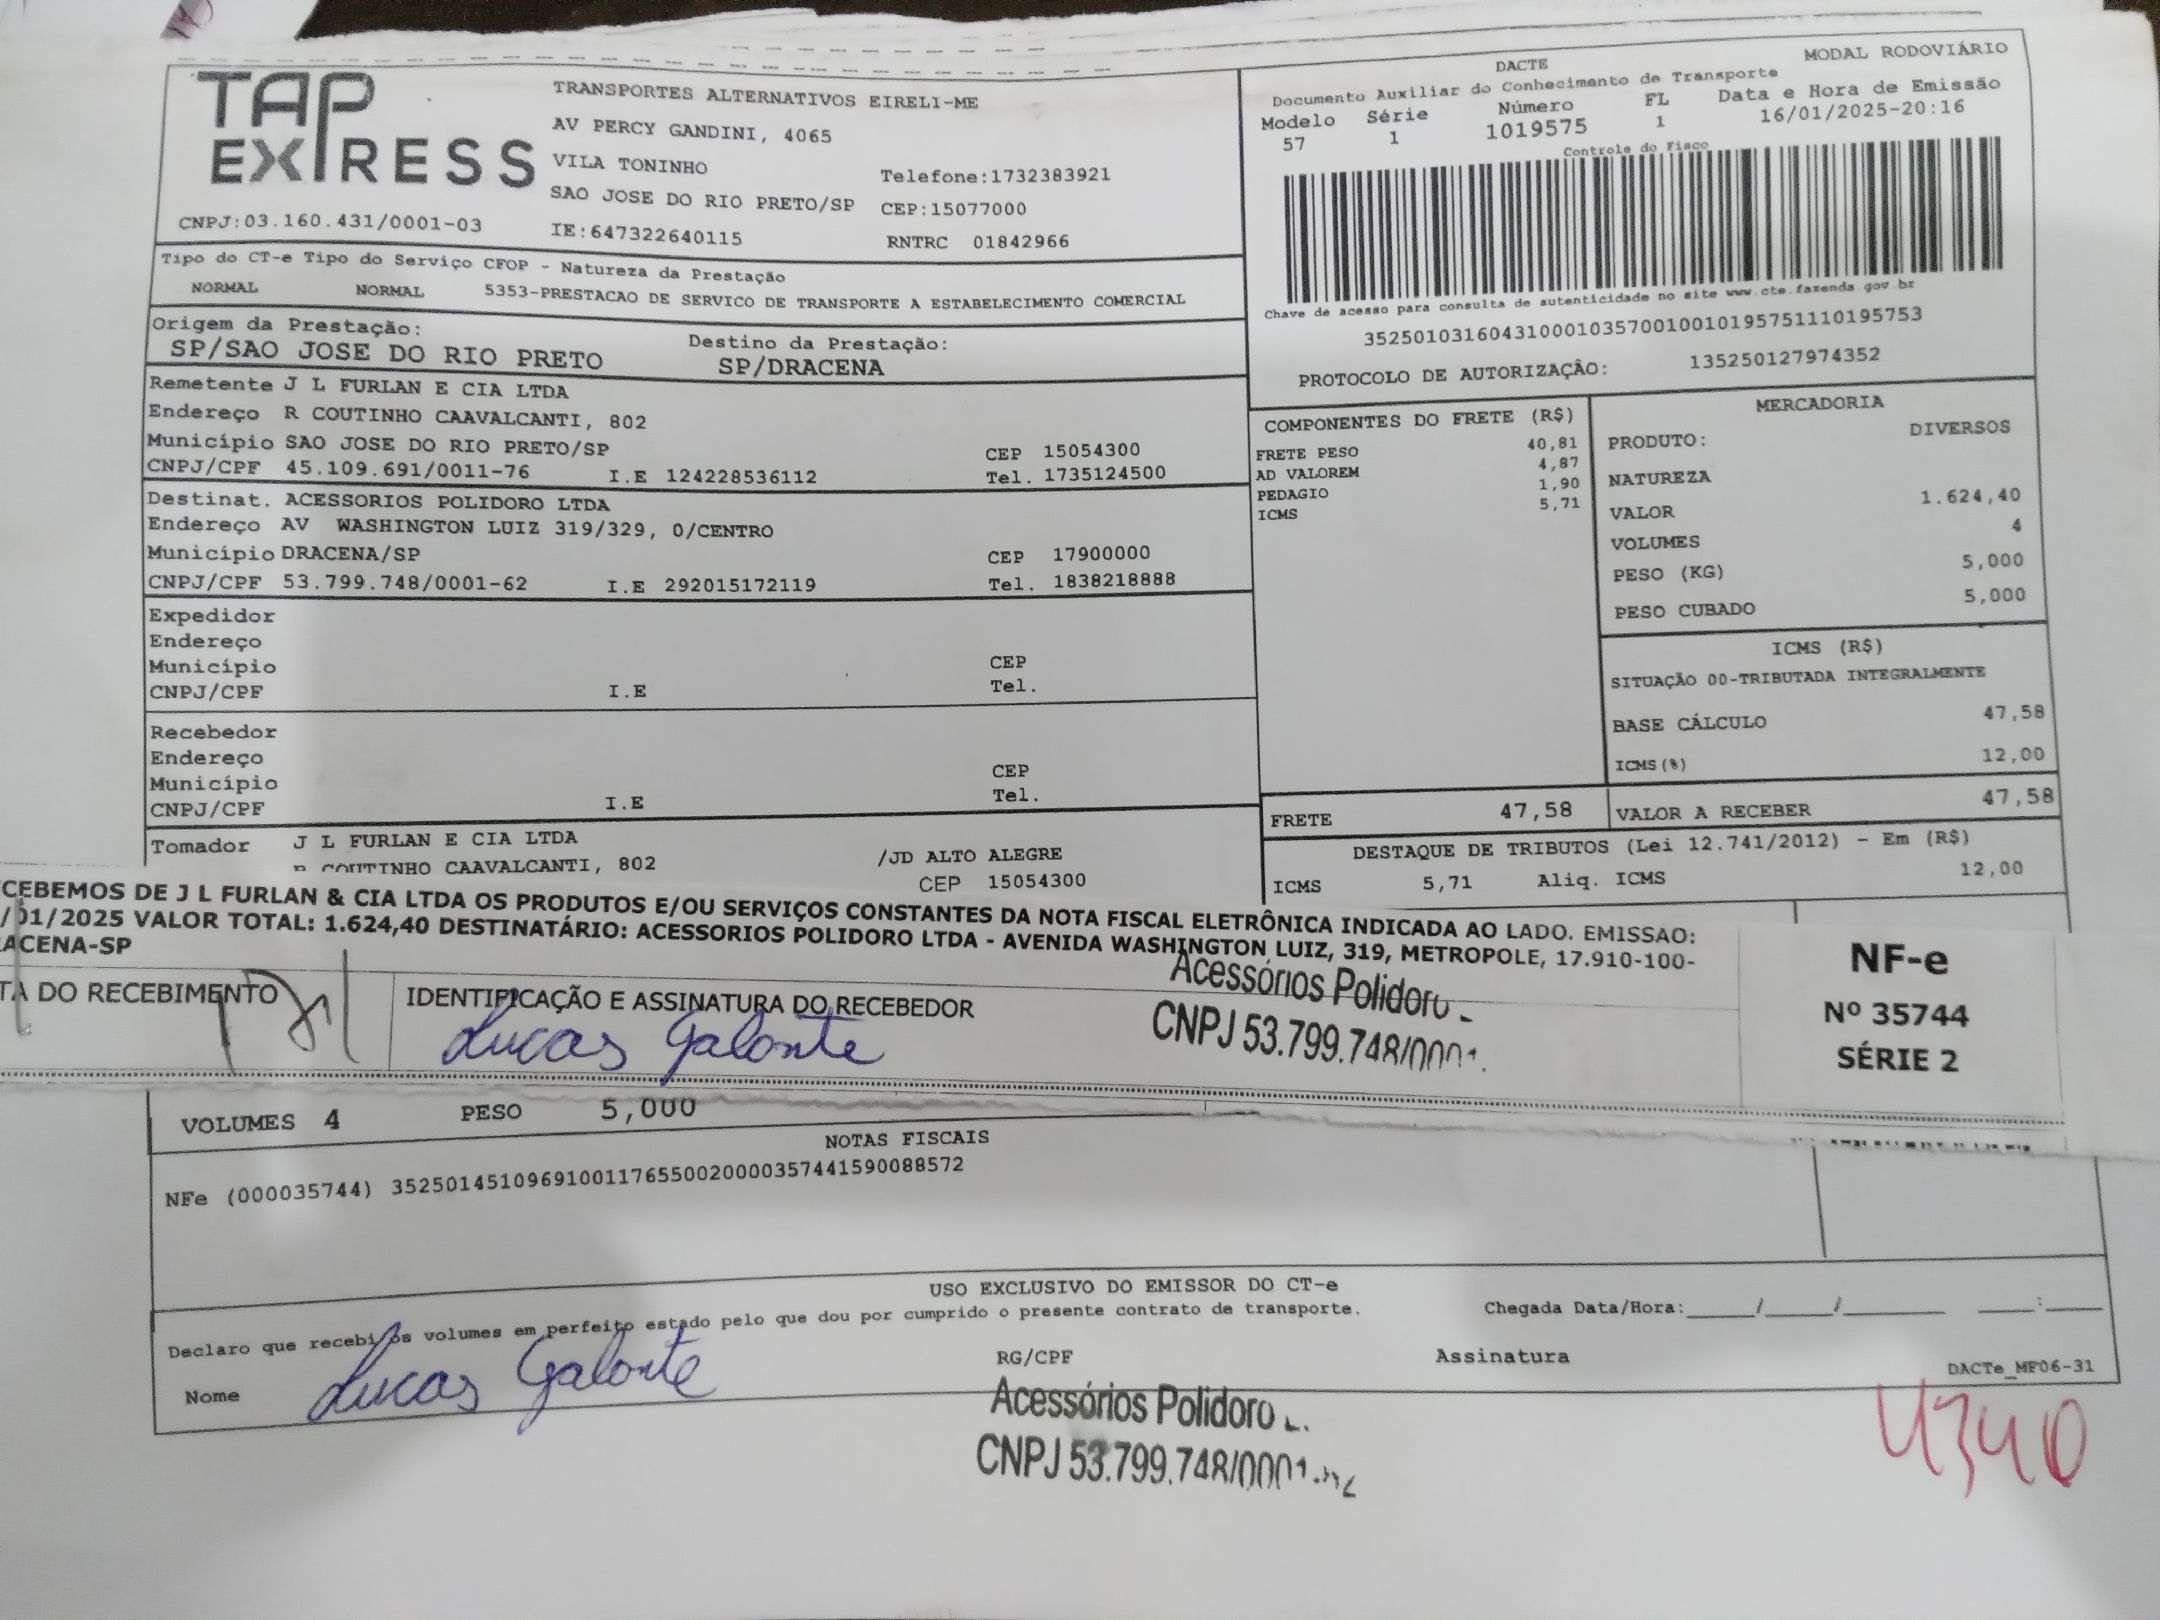 TAP EXPRESS
CNPJ:03.160.431/0001-03
TRANSPORTES ALTERNATIVOS EIRELI-ME
AV PERCY GANDINI, 4065
VILA TONINHO
SAO JOSE DO RIO PRETO/SP
IE:647322640115
Telefone:1732383921
CEP:15077000
RNTRC 01842966
DACTE
MODAL RODOVIÁRIO
Documento Auxiliar do Conhecimento de Transporte
Modelo Série Número FL Data e Hora de Emissão
57 1 1019575 1 16/01/2025-20:16
Controle do Fisco
Chave de acesso para consulta de autenticidade no site www.cte.fazenda.gov.br
35250103160431000103570010010195751110195753
PROTOCOLO DE AUTORIZAÇÂO: 135250127974352
Tipo do CT-e Tipo do Serviço CFOP - Natureza da Prestação
NORMAL NORMAL 5353-PRESTACAO DE SERVICO DE TRANSPORTE A ESTABELECIMENTO COMERCIAL
Origem da Prestação: Destino da Prestação:
SP/SAO JOSE DO RIO PRETO SP/DRACENA
Remetente J L FURLAN E CIA LTDA
Endereço R COUTINHO CAAVALCANTI, 802
Município SAO JOSE DO RIO PRETO/SP CEP 15054300
CNPJ/CPF 45.109.691/0011-76 I.E 124228536112 Tel. 1735124500
Destinat. ACESSORIOS POLIDORO LTDA
Endereço AV WASHINGTON LUIZ 319/329, 0/CENTRO
Município DRACENA/SP CEP 17900000
CNPJ/CPF 53.799.748/0001-62 I.E 292015172119 Tel. 1838218888
Expedidor
Endereço
Município CEP
CNPJ/CPF I.E Tel.
Recebedor
Endereço
Município CEP
CNPJ/CPF I.E Tel.
Tomador J L FURLAN E CIA LTDA
COUTINHO CAAVALCANTI, 802 /JD ALTO ALEGRE
CEP 15054300
COMPONENTES DO FRETE (R$)
FRETE PESO 40,81
AD VALOREM 4,87
PEDAGIO 1,90
ICMS 5,71
MERCADORIA
PRODUTO: DIVERSOS
NATUREZA
VALOR 1.624,40
VOLUMES 4
PESO (KG) 5,000
PESO CUBADO 5,000
ICMS (R$)
SITUAÇÃO 00-TRIBUTADA INTEGRALMENTE
BASE CÁLCULO 47,58
ICMS(%) 12,00
FRETE 47,58 VALOR A RECEBER 47,58
DESTAQUE DE TRIBUTOS (Lei 12.741/2012) - Em (R$)
ICMS 5,71 Aliq. ICMS 12,00
CEBEMOS DE J L FURLAN & CIA LTDA OS PRODUTOS E/OU SERVIÇOS CONSTANTES DA NOTA FISCAL ELETRÔNICA INDICADA AO LADO. EMISSAO:
/01/2025 VALOR TOTAL: 1.624,40 DESTINATÁRIO: ACESSORIOS POLIDORO LTDA - AVENIDA WASHINGTON LUIZ, 319, METROPOLE, 17.910-100-
ACENA-SP
TA DO RECEBIMENTO
IDENTIFICAÇÃO E ASSINATURA DO RECEBEDOR
Lucas Galonte
Acessórios Polidoro
CNPJ 53.799.748/0001
NF-e
Nº 35744
SÉRIE 2
VOLUMES 4 PESO 5,000
NOTAS FISCAIS
NFe (000035744) 35250145109691001176550020000357441590088572
USO EXCLUSIVO DO EMISSOR DO CT-e
Declaro que recebi os volumes em perfeito estado pelo que dou por cumprido o presente contrato de transporte. Chegada Data/Hora:____/____/______ ___:____
Nome Lucas Galonte RG/CPF Assinatura
DACTe_MF06-31
Acessórios Polidoro
CNPJ 53.799.748/0001
4340